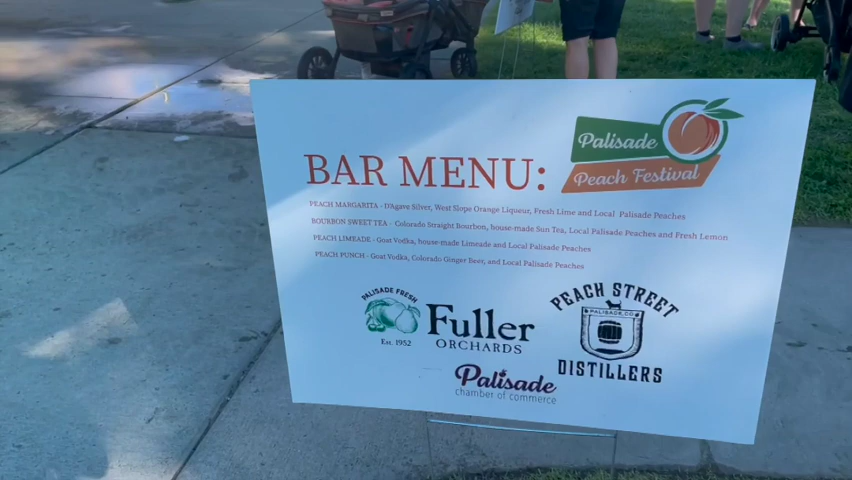 BAR MENU:
Palisade
Peach Festival
PEACH MARGARITA - D'Agave Silver, West Slope Orange Liqueur, Fresh Lime and Local Palisade Peaches
BOURBON SWEET TEA - Colorado Straight Bourbon, house-made Sun Tea, Local Palisade Peaches and Fresh Lemon
PEACH LIMEADE - Goat Vodka, house-made Limeade and Local Palisade Peaches
PEACH PUNCH - Goat Vodka, Colorado Ginger Beer, and Local Palisade Peaches
PALISADE FRESH
Est. 1952
Fuller
ORCHARDS
PEACH STREET
PALISADE, CO
DISTILLERS
Palisade
chamber of commerce